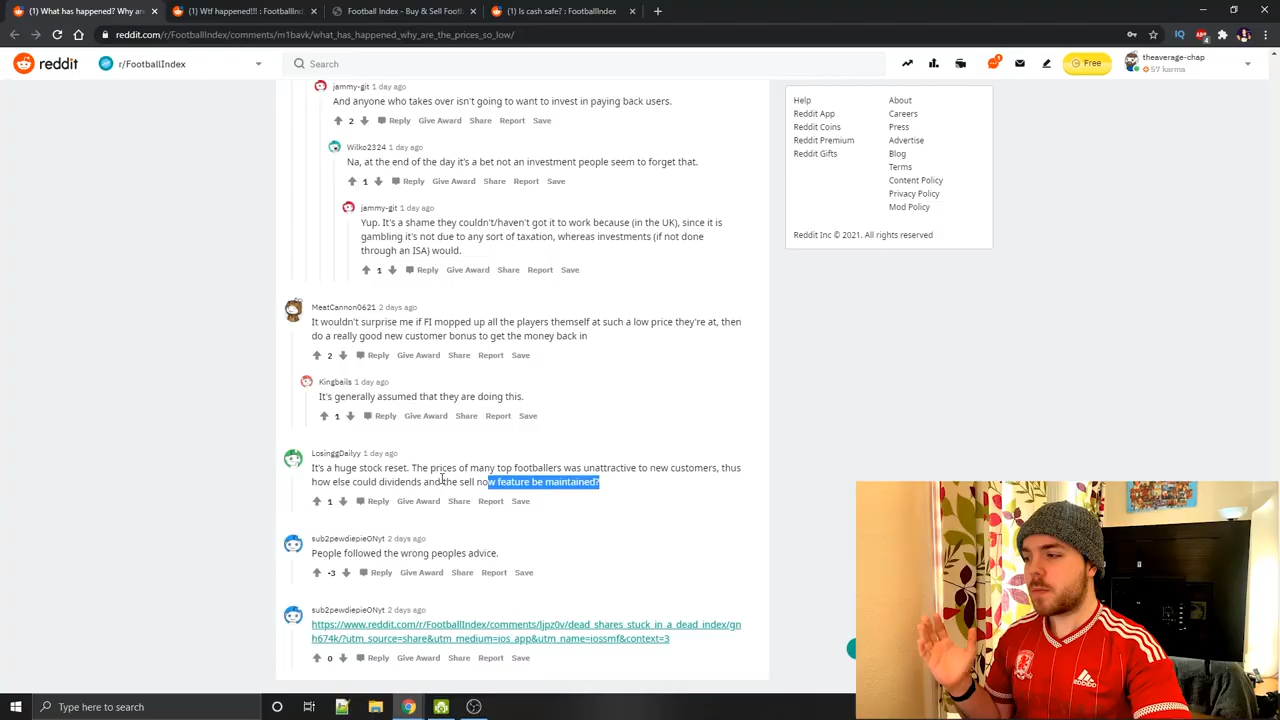 (1) What has happened? Why are
(1) Wtf happened!!! : FootballInd
Football Index - Buy & Sell Foot
(1) Is cash safe? : FootballIndex
reddit.com/r/FootballIndex/comments/m1bavk/what_has_happened_why_are_the_prices_so_low/
reddit
r/FootballIndex
Search
Free
theaverage-chap
57 karma
jammy-git 1 day ago
And anyone who takes over isn't going to want to invest in paying back users.
2 Reply Give Award Share Report Save
Wilko2324 1 day ago
Na, at the end of the day it's a bet not an investment people seem to forget that.
1 Reply Give Award Share Report Save
jammy-git 1 day ago
Yup. It's a shame they couldn't/haven't got it to work because (in the UK), since it is
gambling it's not due to any sort of taxation, whereas investments (if not done
through an ISA) would.
1 Reply Give Award Share Report Save
MeatCannon0621 2 days ago
It wouldn't surprise me if FI mopped up all the players themself at such a low price they're at, then
do a really good new customer bonus to get the money back in
2 Reply Give Award Share Report Save
Kingbails 1 day ago
It's generally assumed that they are doing this.
1 Reply Give Award Share Report Save
LosinggDailyy 1 day ago
It's a huge stock reset. The prices of many top footballers was unattractive to new customers, thus
how else could dividends and the sell now feature be maintained?
1 Reply Give Award Share Report Save
sub2pewdiepieONyt 2 days ago
People followed the wrong peoples advice.
-3 Reply Give Award Share Report Save
sub2pewdiepieONyt 2 days ago
https://www.reddit.com/r/FootballIndex/comments/ljpz0v/dead_shares_stuck_in_a_dead_index/gn
h674k/?utm_source=share&utm_medium=ios_app&utm_name=iossmf&context=3
0 Reply Give Award Share Report Save
Help About
Reddit App Careers
Reddit Coins Press
Reddit Premium Advertise
Reddit Gifts Blog
Terms
Content Policy
Privacy Policy
Mod Policy
Reddit Inc © 2021. All rights reserved
adidas
Type here to search